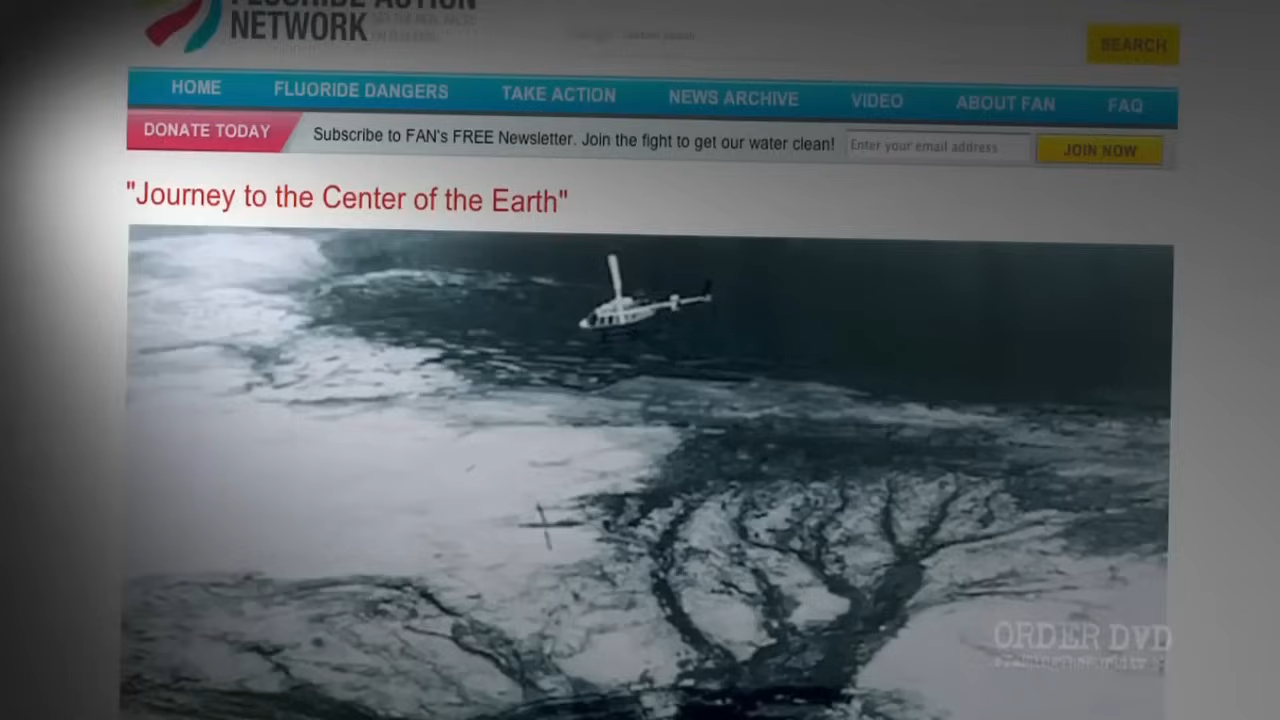 FLUORIDE ACTION
NETWORK
SEARCH
HOME FLUORIDE DANGERS TAKE ACTION NEWS ARCHIVE VIDEO ABOUT FAN FAQ
DONATE TODAY Subscribe to FAN's FREE Newsletter. Join the fight to get our water clean! Enter your email address JOIN NOW
"Journey to the Center of the Earth"
ORDER DVD